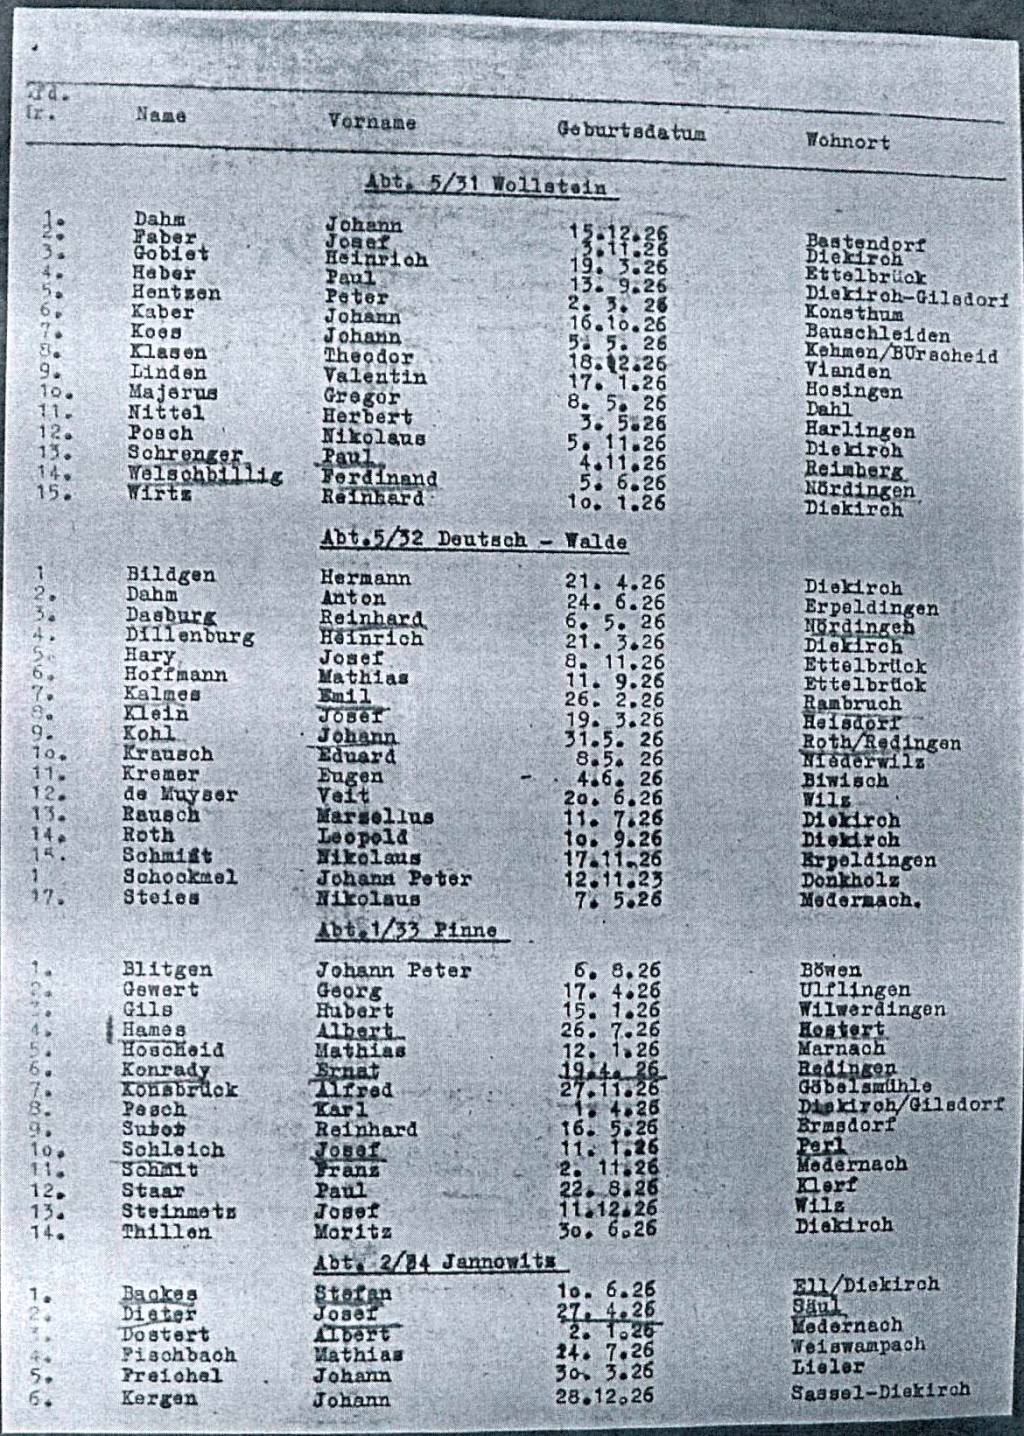 Lfd. Nr. Name Vorname Geburtsdatum Wohnort
Abt. 5/31 Wollstein
1. Dahm Johann 15.12.26 Bastendorf
2. Faber Josef 3.11.26 Diekirch
3. Gobiet Heinrich 19. 3.26 Ettelbrück
4. Heber Paul 13. 9.26 Diekirch-Gilsdorf
5. Hentzen Peter 2. 3. 26 Konsthum
6. Kaber Johann 16.10.26 Bauschleiden
7. Koos Johann 5. 5. 26 Kehmen/BUrscheid
8. Klasen Theodor 18.12.26 Vianden
9. Linden Valentin 17. 1.26 Hosingen
1o. Majerus Gregor 8. 5. 26 Dahl
11. Nittel Herbert 3. 5.26 Harlingen
12. Posch Nikolaus 5. 11.26 Diekirch
13. Schrenger Paul 4.11.26 Reimberg
14. Welschbillig Ferdinand 5. 6.26 Nördingen
15. Wirtz Reinhard 1o. 1.26 Diekirch
Abt.5/32 Deutsch - Walde
1 Bildgen Hermann 21. 4.26 Diekirch
2. Dahm Anton 24. 6.26 Erpeldingen
3. Dasburg Reinhard 6. 5. 26 Nördingen
4. Dillenburg Heinrich 21. 3.26 Diekirch
5. Hary Josef 8. 11.26 Ettelbrück
6. Hoffmann Mathias 11. 9.26 Ettelbrück
7. Kalmes Emil 26. 2.26 Rambruch
8. Klein Josef 19. 3.26 Heisdorf
9. Kohl Johann 31.5. 26 Roth/Redingen
1o. Krausch Eduard 8.5. 26 Niederwilz
11. Kremer Eugen 4.6. 26 Biwisch
12. de Muyser Veit 2o. 6.26 Wilz
13. Rausch Marzellus 11. 7.26 Diekirch
14. Roth Leopold 1o. 9.26 Diekirch
15. Schmidt Nikolaus 17.11.26 Erpeldingen
1 Schockmel Johann Peter 12.11.23 Donkholz
17. Steies Nikolaus 7. 5.26 Medernach.
Abt.1/33 Pinne
1. Blitgen Johann Peter 6. 8.26 Böwen
2. Gewert Georg 17. 4.26 Ulflingen
3. Gils Hubert 15. 1.26 Wilwerdingen
4. Hames Albert 26. 7.26 Hostert
5. Hoscheid Mathias 12. 1.26 Marnach
6. Konrady Ernst 19.4. 26 Redingen
7. Konsbrück Alfred 27.11.26 Göbelsmühle
8. Pesch Karl 1. 4.26 Diekirch/Gilsdorf
9. Reinhard 16. 5.26 Ermsdorf
1o. Schleich Josef 11. 1.26 Perl
11. Schmit Franz 2. 11.26 Medernach
12. Staar Paul 22. 8.26 Klerf
13. Steinmetz Josef 11.12.26 Wilz
14. Thillen Moritz 3o. 6.26 Diekirch
Abt. 2/34 Jannowitz
1. Backes Stefan 1o. 6.26 Ell/Diekirch
2. Dieter Josef 27. 4.26 Säul
3. Dostert Albert 2. 1.26 Medernach
4. Fischbach Mathias 24. 7.26 Weiswampach
5. Freichel Johann 3o. 3.26 Lieler
6. Kergen Johann 28.12.26 Sassel-Diekirch